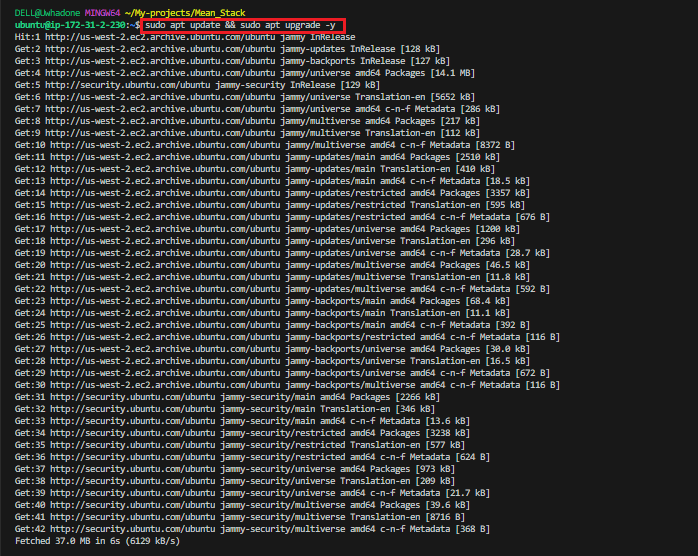 DELL@Uwhadone MINGW64 ~/My-projects/Mean_Stack
ubuntu@ip-172-31-2-230:~$ sudo apt update && sudo apt upgrade -y
Hit:1 http://us-west-2.ec2.archive.ubuntu.com/ubuntu jammy InRelease
Get:2 http://us-west-2.ec2.archive.ubuntu.com/ubuntu jammy-updates InRelease [128 kB]
Get:3 http://us-west-2.ec2.archive.ubuntu.com/ubuntu jammy-backports InRelease [127 kB]
Get:4 http://us-west-2.ec2.archive.ubuntu.com/ubuntu jammy/universe amd64 Packages [14.1 MB]
Get:5 http://security.ubuntu.com/ubuntu jammy-security InRelease [129 kB]
Get:6 http://us-west-2.ec2.archive.ubuntu.com/ubuntu jammy/universe Translation-en [5652 kB]
Get:7 http://us-west-2.ec2.archive.ubuntu.com/ubuntu jammy/universe amd64 c-n-f Metadata [286 kB]
Get:8 http://us-west-2.ec2.archive.ubuntu.com/ubuntu jammy/multiverse amd64 Packages [217 kB]
Get:9 http://us-west-2.ec2.archive.ubuntu.com/ubuntu jammy/multiverse Translation-en [112 kB]
Get:10 http://us-west-2.ec2.archive.ubuntu.com/ubuntu jammy/multiverse amd64 c-n-f Metadata [8372 B]
Get:11 http://us-west-2.ec2.archive.ubuntu.com/ubuntu jammy-updates/main amd64 Packages [2510 kB]
Get:12 http://us-west-2.ec2.archive.ubuntu.com/ubuntu jammy-updates/main Translation-en [410 kB]
Get:13 http://us-west-2.ec2.archive.ubuntu.com/ubuntu jammy-updates/main amd64 c-n-f Metadata [18.5 kB]
Get:14 http://us-west-2.ec2.archive.ubuntu.com/ubuntu jammy-updates/restricted amd64 Packages [3357 kB]
Get:15 http://us-west-2.ec2.archive.ubuntu.com/ubuntu jammy-updates/restricted Translation-en [595 kB]
Get:16 http://us-west-2.ec2.archive.ubuntu.com/ubuntu jammy-updates/restricted amd64 c-n-f Metadata [676 B]
Get:17 http://us-west-2.ec2.archive.ubuntu.com/ubuntu jammy-updates/universe amd64 Packages [1200 kB]
Get:18 http://us-west-2.ec2.archive.ubuntu.com/ubuntu jammy-updates/universe Translation-en [296 kB]
Get:19 http://us-west-2.ec2.archive.ubuntu.com/ubuntu jammy-updates/universe amd64 c-n-f Metadata [28.7 kB]
Get:20 http://us-west-2.ec2.archive.ubuntu.com/ubuntu jammy-updates/multiverse amd64 Packages [46.5 kB]
Get:21 http://us-west-2.ec2.archive.ubuntu.com/ubuntu jammy-updates/multiverse Translation-en [11.8 kB]
Get:22 http://us-west-2.ec2.archive.ubuntu.com/ubuntu jammy-updates/multiverse amd64 c-n-f Metadata [592 B]
Get:23 http://us-west-2.ec2.archive.ubuntu.com/ubuntu jammy-backports/main amd64 Packages [68.4 kB]
Get:24 http://us-west-2.ec2.archive.ubuntu.com/ubuntu jammy-backports/main Translation-en [11.1 kB]
Get:25 http://us-west-2.ec2.archive.ubuntu.com/ubuntu jammy-backports/main amd64 c-n-f Metadata [392 B]
Get:26 http://us-west-2.ec2.archive.ubuntu.com/ubuntu jammy-backports/restricted amd64 c-n-f Metadata [116 B]
Get:27 http://us-west-2.ec2.archive.ubuntu.com/ubuntu jammy-backports/universe amd64 Packages [30.0 kB]
Get:28 http://us-west-2.ec2.archive.ubuntu.com/ubuntu jammy-backports/universe Translation-en [16.5 kB]
Get:29 http://us-west-2.ec2.archive.ubuntu.com/ubuntu jammy-backports/universe amd64 c-n-f Metadata [672 B]
Get:30 http://us-west-2.ec2.archive.ubuntu.com/ubuntu jammy-backports/multiverse amd64 c-n-f Metadata [116 B]
Get:31 http://security.ubuntu.com/ubuntu jammy-security/main amd64 Packages [2266 kB]
Get:32 http://security.ubuntu.com/ubuntu jammy-security/main Translation-en [346 kB]
Get:33 http://security.ubuntu.com/ubuntu jammy-security/main amd64 c-n-f Metadata [13.6 kB]
Get:34 http://security.ubuntu.com/ubuntu jammy-security/restricted amd64 Packages [3238 kB]
Get:35 http://security.ubuntu.com/ubuntu jammy-security/restricted Translation-en [577 kB]
Get:36 http://security.ubuntu.com/ubuntu jammy-security/restricted amd64 c-n-f Metadata [624 B]
Get:37 http://security.ubuntu.com/ubuntu jammy-security/universe amd64 Packages [973 kB]
Get:38 http://security.ubuntu.com/ubuntu jammy-security/universe Translation-en [209 kB]
Get:39 http://security.ubuntu.com/ubuntu jammy-security/universe amd64 c-n-f Metadata [21.7 kB]
Get:40 http://security.ubuntu.com/ubuntu jammy-security/multiverse amd64 Packages [39.6 kB]
Get:41 http://security.ubuntu.com/ubuntu jammy-security/multiverse Translation-en [8716 B]
Get:42 http://security.ubuntu.com/ubuntu jammy-security/multiverse amd64 c-n-f Metadata [368 B]
Fetched 37.0 MB in 6s (6129 kB/s)